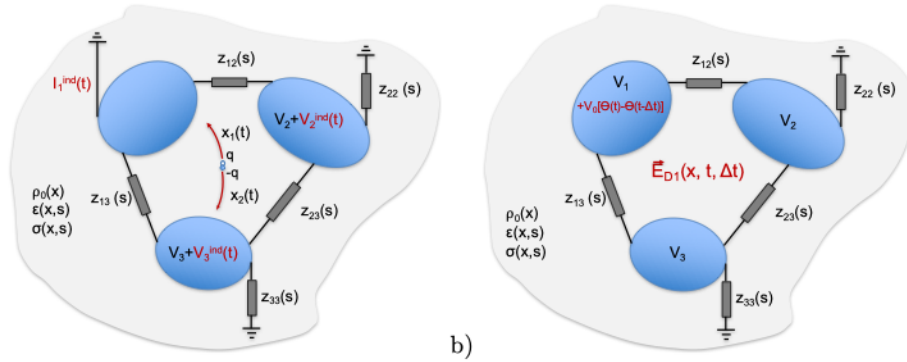 I₁ⁱⁿᵈ(t)
z₁₂(s)
z₂₂ (s)
V₂+V₂ⁱⁿᵈ(t)
x₁(t)
q
-q
x₂(t)
z₁₃ (s)
z₂₃(s)
ρ₀(x)
ε(x,s)
σ(x,s)
V₃+V₃ⁱⁿᵈ(t)
z₃₃(s)
b)
z₁₂(s)
z₂₂ (s)
V₁
+V₀[Θ(t)-Θ(t-Δt)]
V₂
E⃗D1(x, t, Δt)
z₁₃ (s)
z₂₃(s)
ρ₀(x)
ε(x,s)
σ(x,s)
V₃
z₃₃(s)